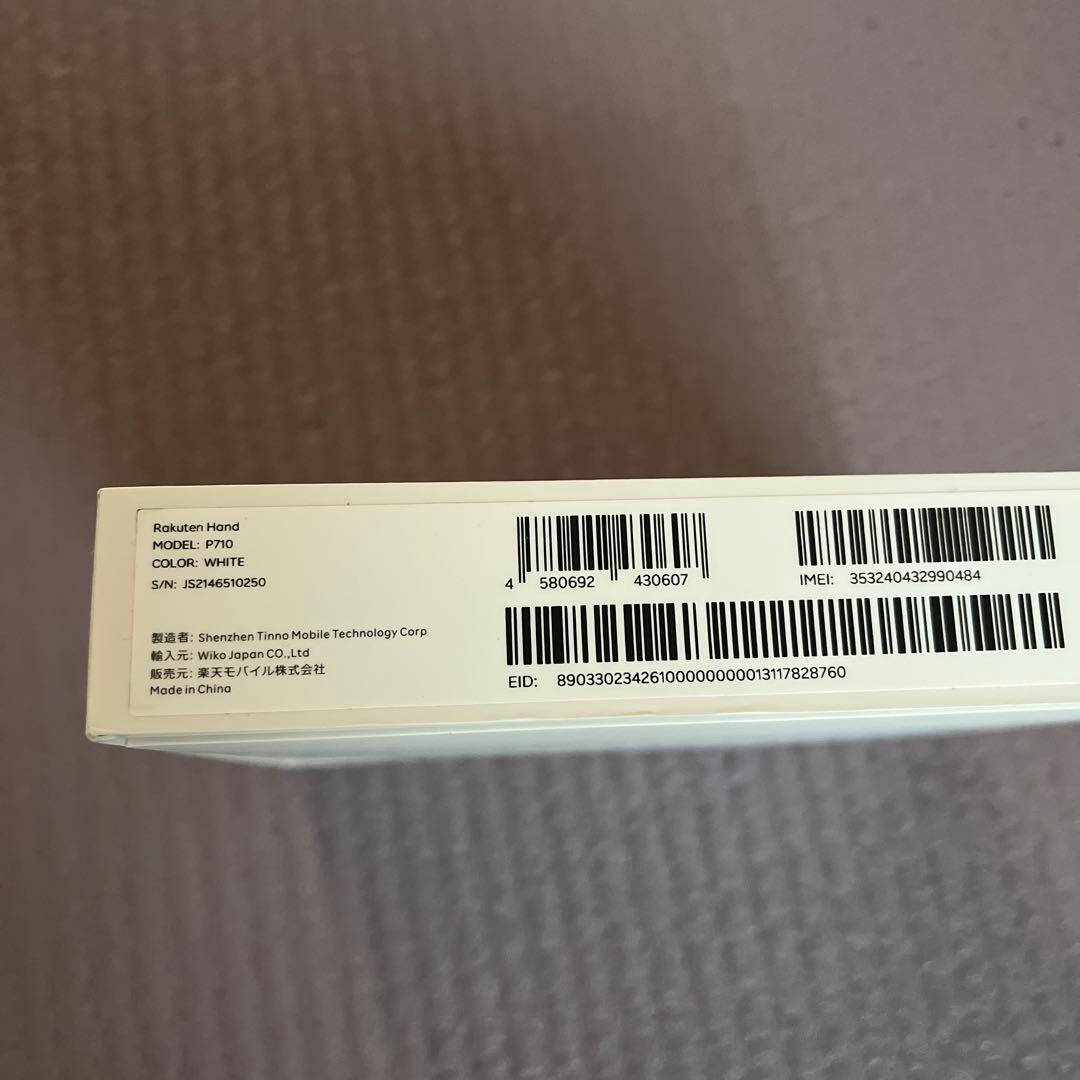 Rakuten Hand
MODEL: P710
COLOR: WHITE
S/N: JS2146510250
製造者: Shenzhen Tinno Mobile Technology Corp
輸入元: Wiko Japan CO.,Ltd
販売元: 楽天モバイル株式会社
Made in China
4 580692 430607
IMEI: 353240432990484
EID: 89033023426100000000013117828760